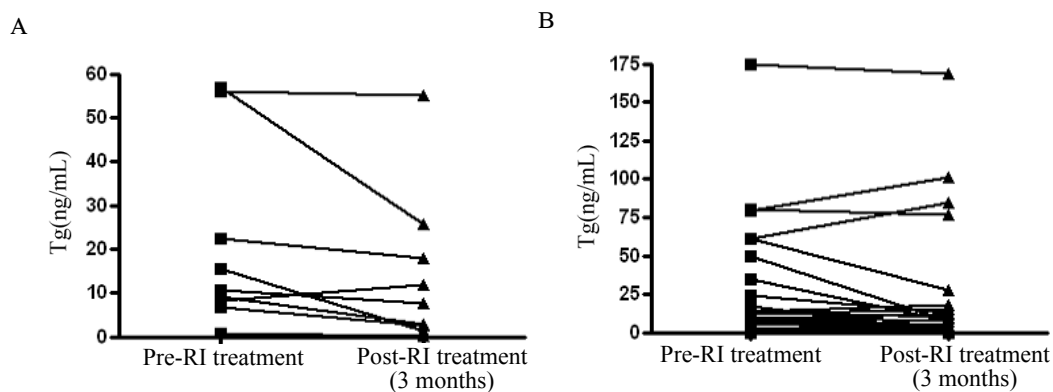 A
60
50
40
30
20
10
0
Tg(ng/mL)
Pre-RI treatment
Post-RI treatment
(3 months)
B
175
150
125
100
75
50
25
0
Tg(ng/mL)
Pre-RI treatment
Post-RI treatment
(3 months)